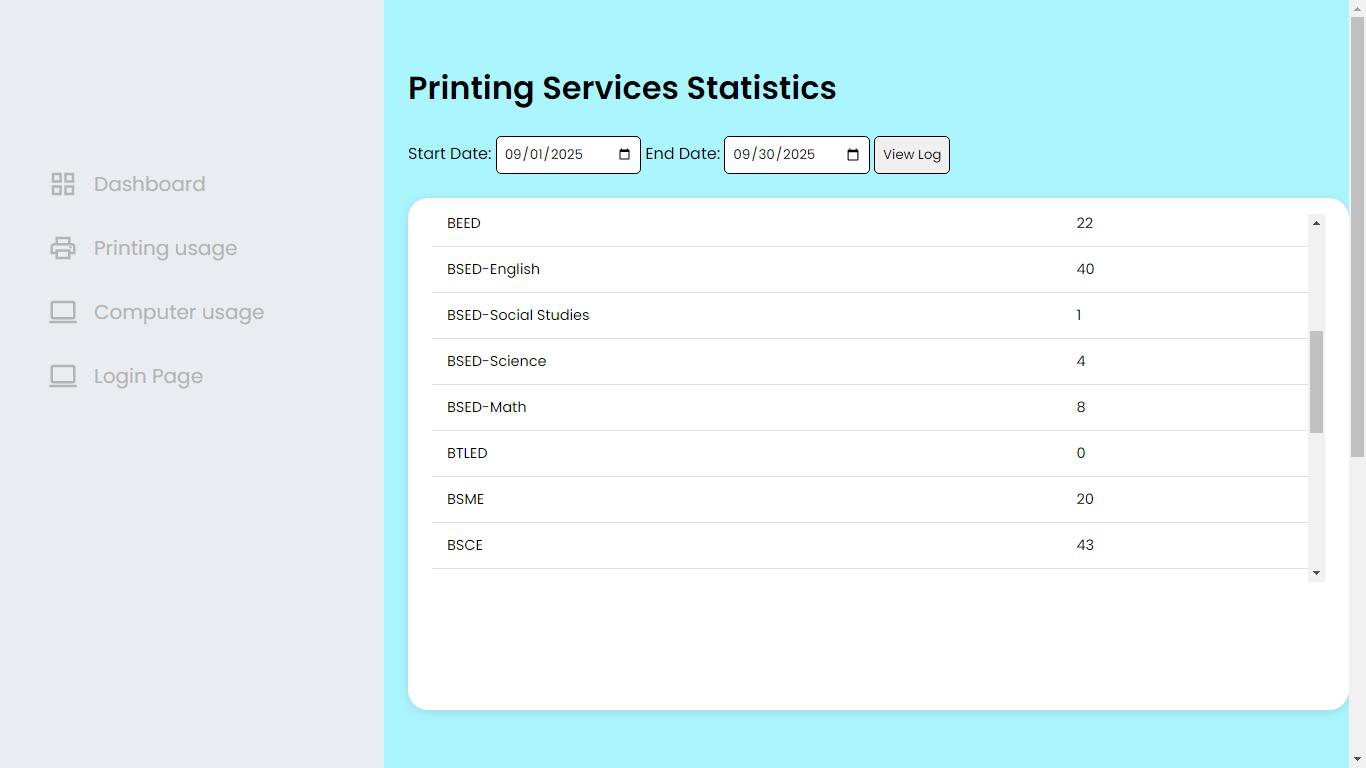 Dashboard
Printing usage
Computer usage
Login Page
Printing Services Statistics
Start Date: 09/01/2025 End Date: 09/30/2025 View Log
BEED 22
BSED-English 40
BSED-Social Studies 1
BSED-Science 4
BSED-Math 8
BTLED 0
BSME 20
BSCE 43